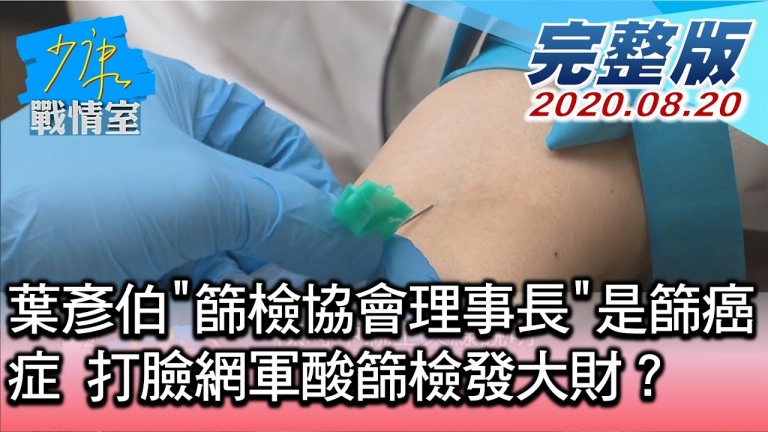 少康
戰情室
完整版
2020.08.20
葉彥伯"篩檢協會理事長"是篩癌
症 打臉網軍酸篩檢發大財？